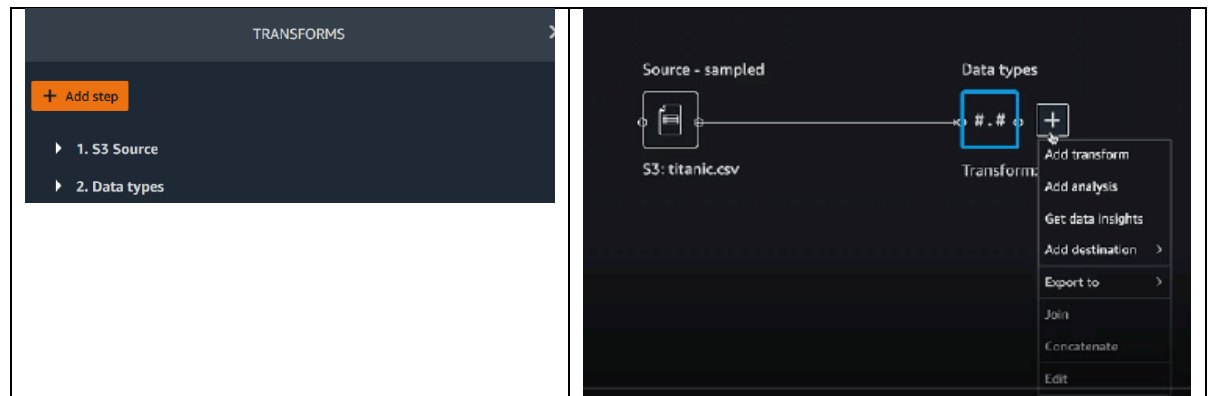 TRANSFORMS
+ Add step
1. S3 Source
2. Data types
Source - sampled
Data types
#.#
S3: titanic.csv
Transform:
Add transform
Add analysis
Get data insights
Add destination
Export to
Join
Concatenate
Edit